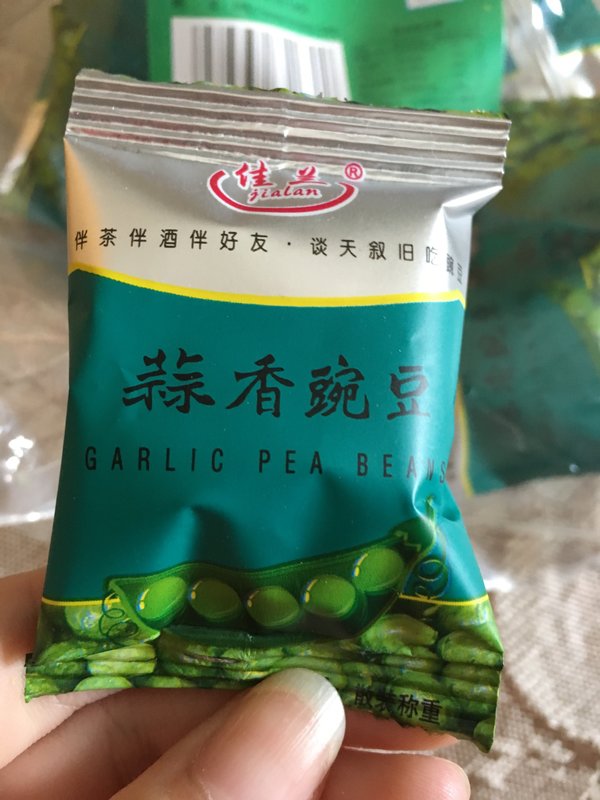 佳兰®
jialan
伴茶伴酒伴好友·谈天叙旧吃豌豆
蒜香豌豆
GARLIC PEA BEANS
散装称重